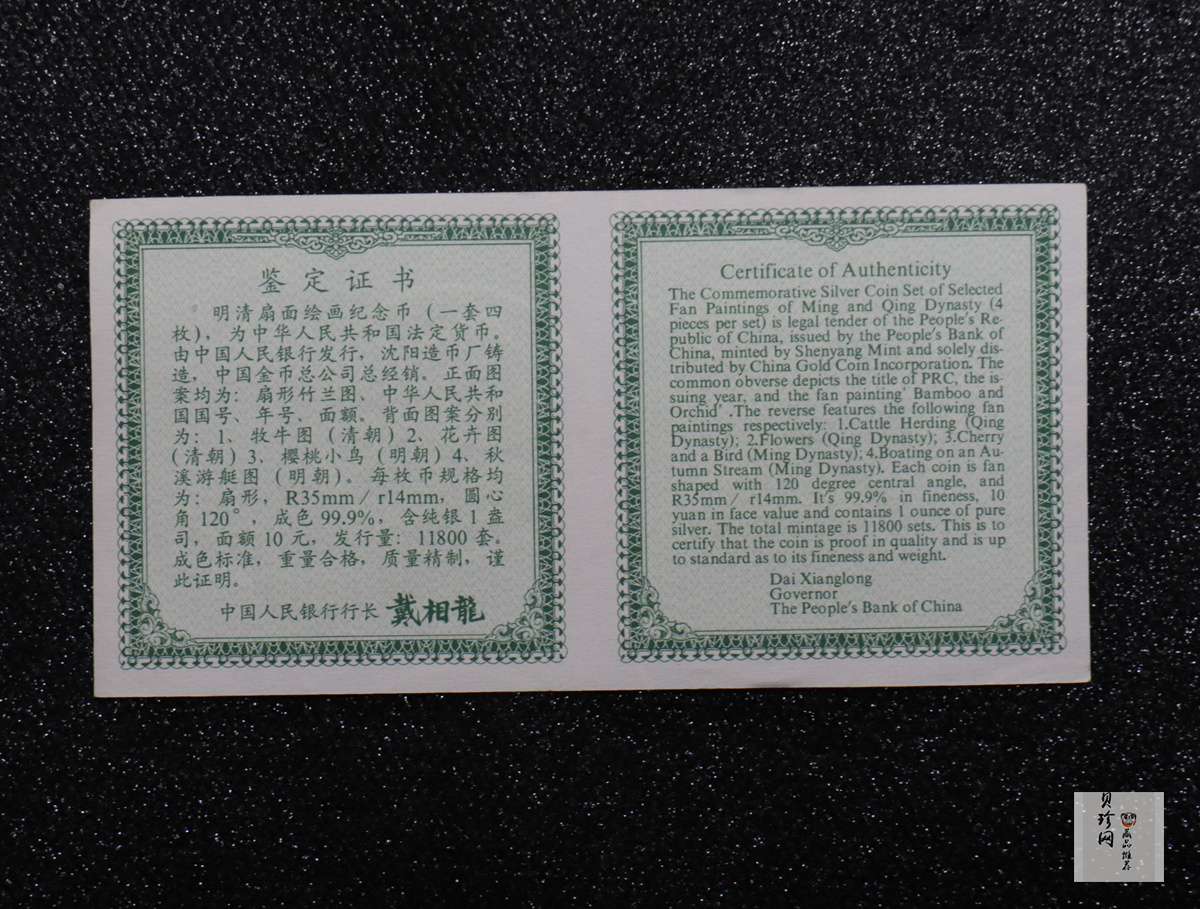 鉴定证书
明清扇面绘画纪念币（一套四
枚），为中华人民共和国法定货币。
由中国人民银行发行，沈阳造币厂铸
造，中国金币总公司总经销。正面图
案均为：扇形竹兰图、中华人民共和
国国号、年号、面额。背面图案分别
为：1、牧牛图（清朝）2、花卉图
（清朝）3、樱桃小鸟（明朝）4、秋
溪游艇图（明朝）。每枚币规格均
为：扇形，R35mm/r14mm，圆心
角120°，成色99.9%，含纯银1盎
司，面额10元，发行量：11800套。
成色标准，重量合格，质量精制，谨
此证明。
中国人民银行行长 戴相龍
Certificate of Authenticity
The Commemorative Silver Coin Set of Selected
Fan Paintings of Ming and Qing Dynasty (4
pieces per set) is legal tender of the People's Re-
public of China, issued by the People's Bank of
China, minted by Shenyang Mint and solely dis-
tributed by China Gold Coin Incorporation. The
common obverse depicts the title of PRC, the is-
suing year, and the fan painting' Bamboo and
Orchid' .The reverse features the following fan
paintings respectively: 1.Cattle Herding (Qing
Dynasty); 2.Flowers (Qing Dynasty); 3.Cherry
and a Bird (Ming Dynasty); 4.Boating on an Au-
tumn Stream (Ming Dynasty). Each coin is fan
shaped with 120 degree central angle, and
R35mm/ r14mm. It's 99.9% in fineness, 10
yuan in face value and contains 1 ounce of pure
silver. The total mintage is 11800 sets. This is to
certify that the coin is proof in quality and is up
to standard as to its fineness and weight.
Dai Xianglong
Governor
The People's Bank of China
贝珍网
藏品推荐